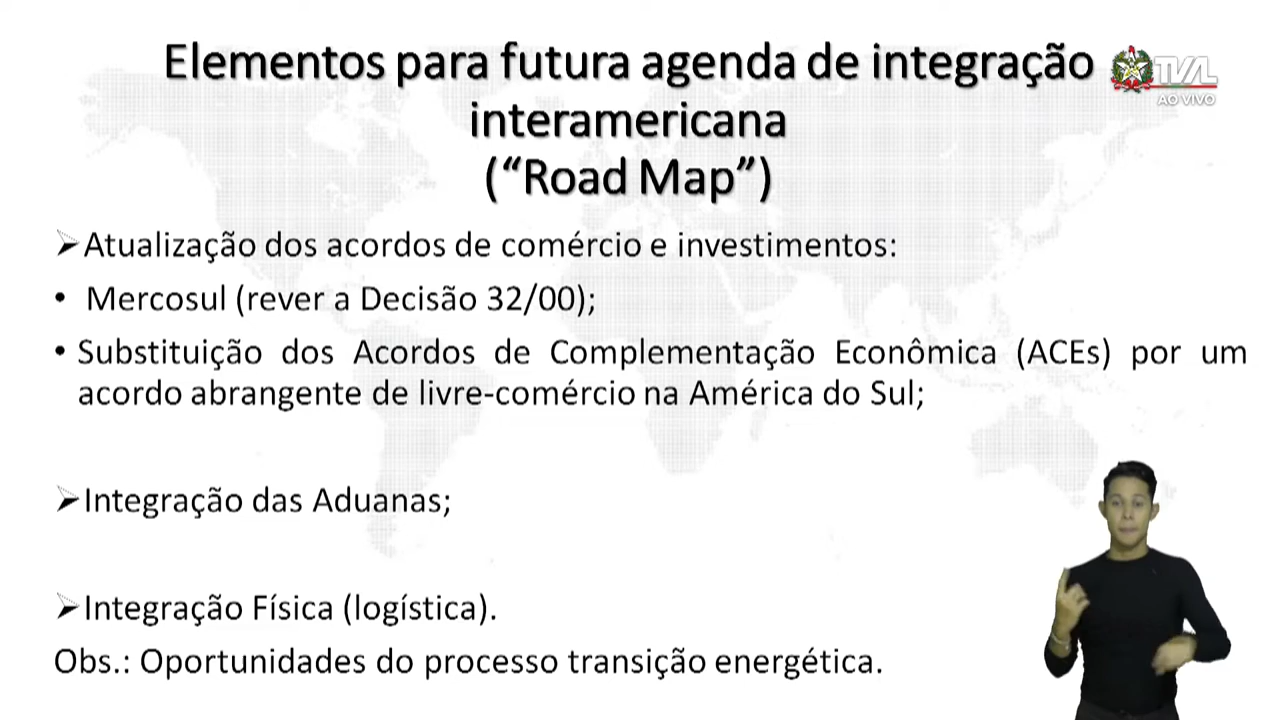 Elementos para futura agenda de integração
interamericana
(“Road Map”)
TVAL
AO VIVO
➢Atualização dos acordos de comércio e investimentos:
• Mercosul (rever a Decisão 32/00);
• Substituição dos Acordos de Complementação Econômica (ACEs) por um
acordo abrangente de livre-comércio na América do Sul;
➢Integração das Aduanas;
➢Integração Física (logística).
Obs.: Oportunidades do processo transição energética.